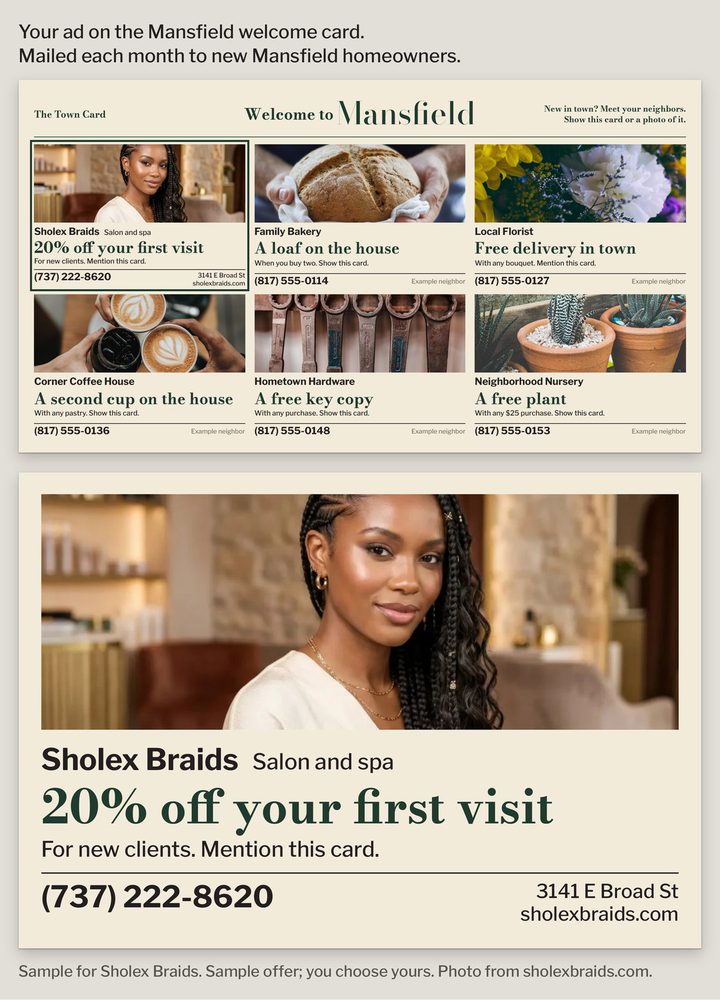 Your ad on the Mansfield welcome card.
Mailed each month to new Mansfield homeowners.
The Town Card
Welcome to Mansfield
New in town? Meet your neighbors.
Show this card or a photo of it.
Sholex Braids Salon and spa
20% off your first visit
For new clients. Mention this card.
(737) 222-8620
3141 E Broad St
sholexbraids.com
Family Bakery
A loaf on the house
When you buy two. Show this card.
(817) 555-0114
Example neighbor
Local Florist
Free delivery in town
With any bouquet. Mention this card.
(817) 555-0127
Example neighbor
Corner Coffee House
A second cup on the house
With any pastry. Show this card.
(817) 555-0136
Example neighbor
Hometown Hardware
A free key copy
With any purchase. Show this card.
(817) 555-0148
Example neighbor
Neighborhood Nursery
A free plant
With any $25 purchase. Show this card.
(817) 555-0153
Example neighbor
Sholex Braids Salon and spa
20% off your first visit
For new clients. Mention this card.
(737) 222-8620
3141 E Broad St
sholexbraids.com
Sample for Sholex Braids. Sample offer; you choose yours. Photo from sholexbraids.com.